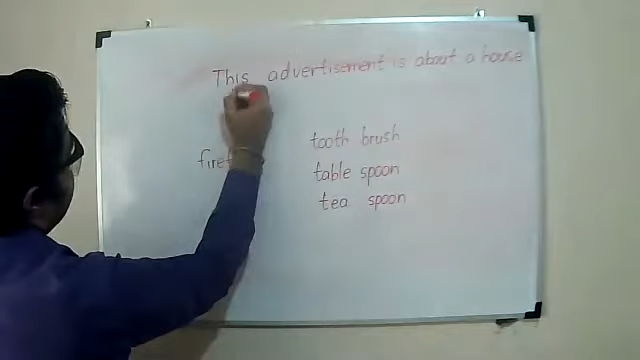 This advertisement is about a house
tooth brush
table spoon
tea spoon